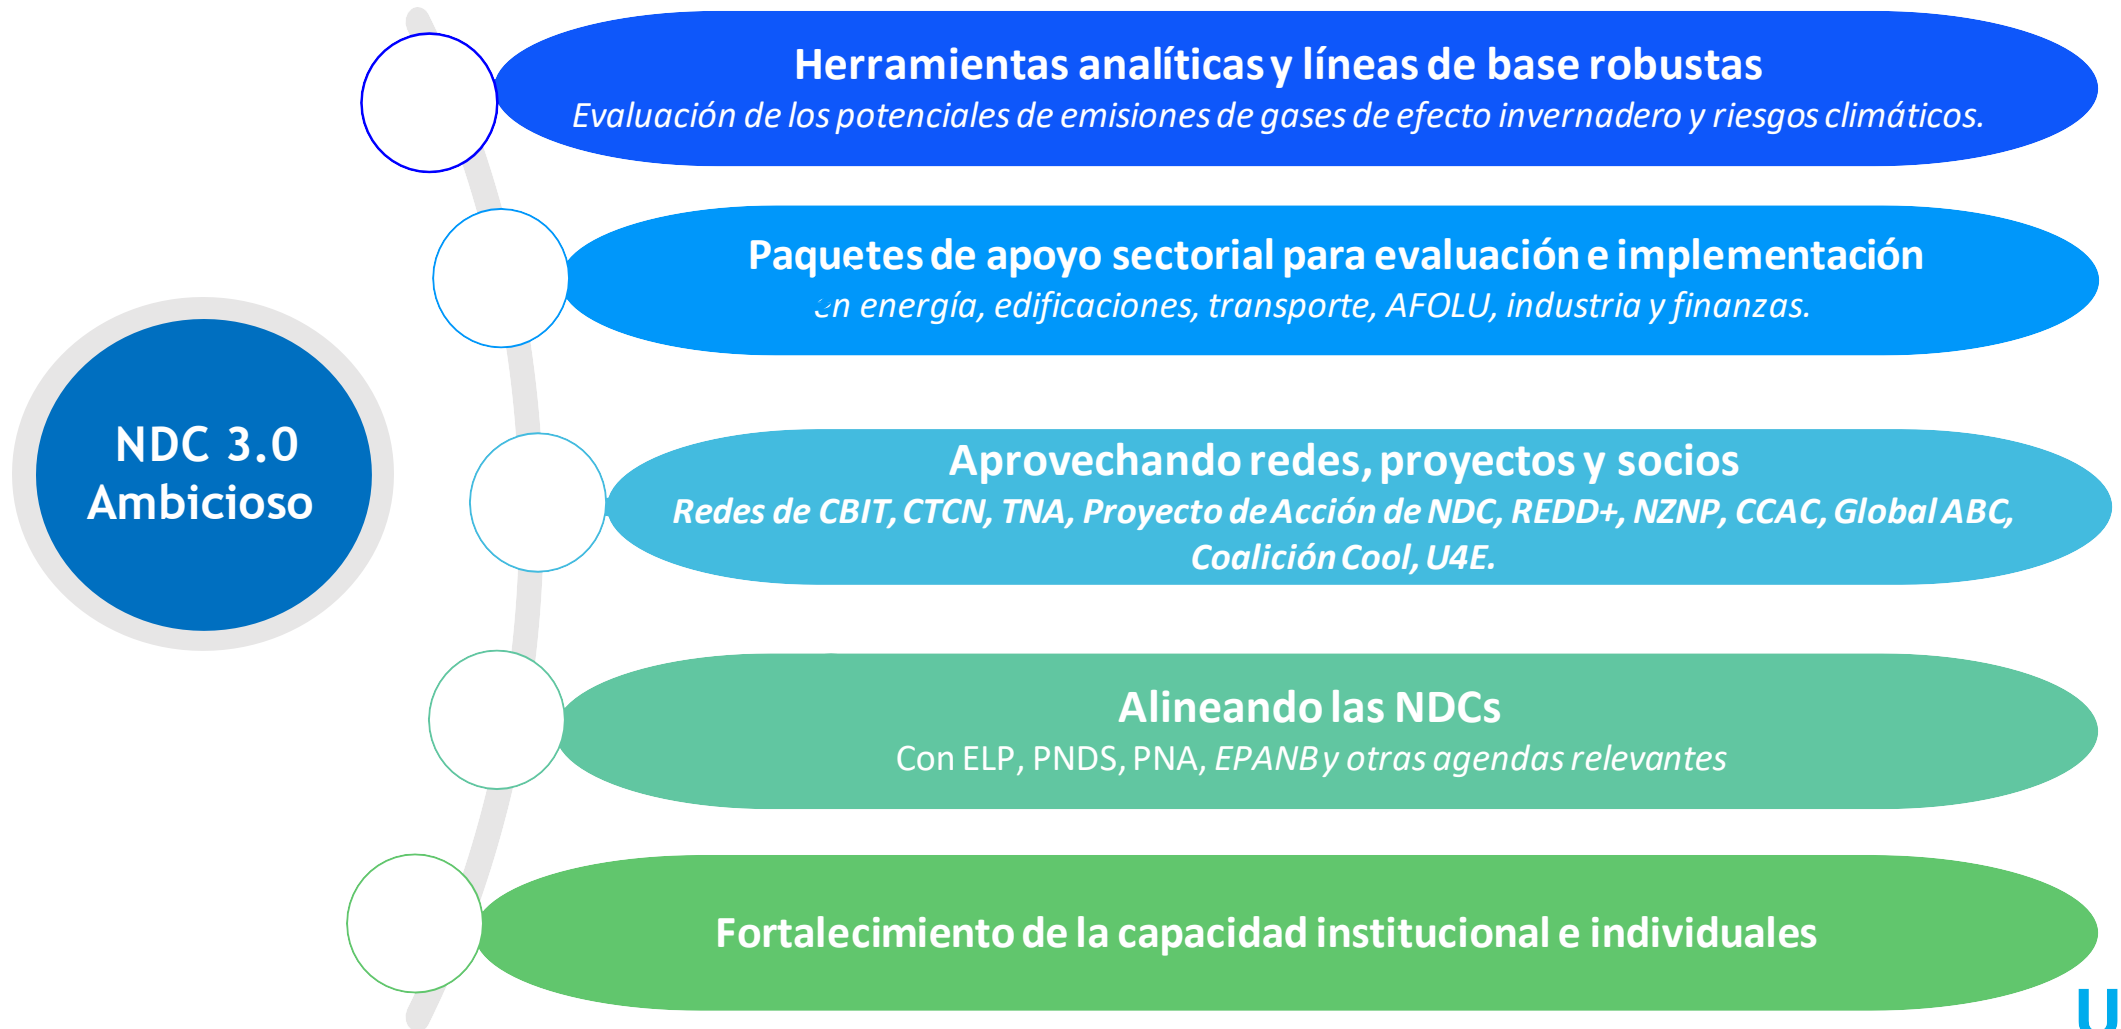 NDC 3.0
Ambicioso
Herramientas analíticas y líneas de base robustas
Evaluación de los potenciales de emisiones de gases de efecto invernadero y riesgos climáticos.
Paquetes de apoyo sectorial para evaluación e implementación
en energía, edificaciones, transporte, AFOLU, industria y finanzas.
Aprovechando redes, proyectos y socios
Redes de CBIT, CTCN, TNA, Proyecto de Acción de NDC, REDD+, NZNP, CCAC, Global ABC,
Coalición Cool, U4E.
Alineando las NDCs
Con ELP, PNDS, PNA, EPANB y otras agendas relevantes
Fortalecimiento de la capacidad institucional e individuales
U